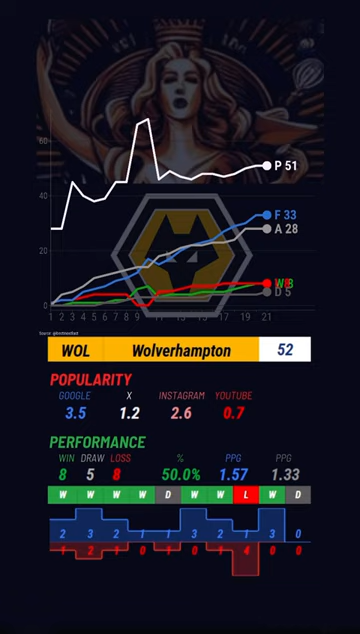 60
P 51
40
F 33
A 28
20
W 8
D 5
0
1 2 3 4 5 6 7 8 9 11 13 15 17 19 21
WOL Wolverhampton 52
POPULARITY
GOOGLE X INSTAGRAM YOUTUBE
3.5 1.2 2.6 0.7
PERFORMANCE
WIN DRAW LOSS % PPG PPG
8 5 8 50.0% 1.57 1.33
W W W W D W W L W D
2 3 2 1 1 3 2 1 3 0
1 2 1 0 1 0 1 4 0 0